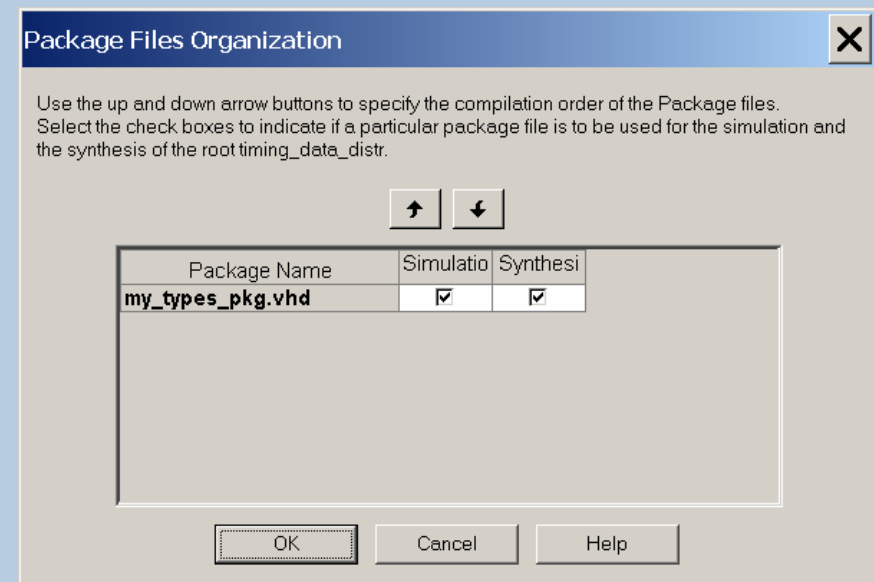 Package Files Organization
Use the up and down arrow buttons to specify the compilation order of the Package files.
Select the check boxes to indicate if a particular package file is to be used for the simulation and
the synthesis of the root timing_data_distr.
Package Name Simulatio Synthesi
my_types_pkg.vhd
OK Cancel Help